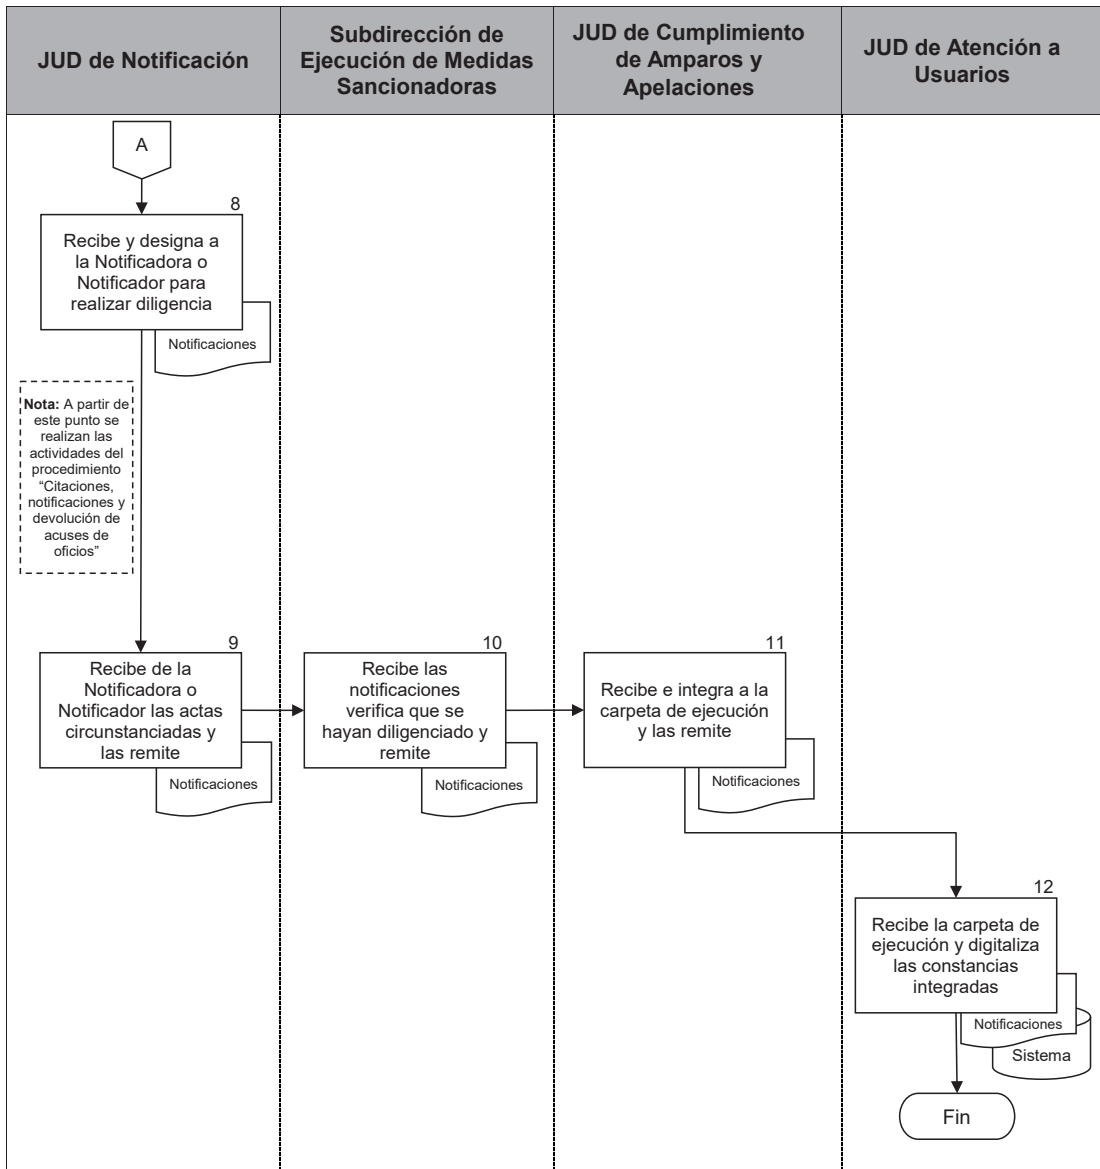 JUD de Notificación
Subdirección de
Ejecución de Medidas
Sancionadoras
JUD de Cumplimiento
de Amparos y
Apelaciones
JUD de Atención a
Usuarios
A
8
Recibe y designa a
la Notificadora o
Notificador para
realizar diligencia
Notificaciones
Nota: A partir de
este punto se
realizan las
actividades del
procedimiento
“Citaciones,
notificaciones y
devolución de
acuses de
oficios”
9
Recibe de la
Notificadora o
Notificador las actas
circunstanciadas y
las remite
Notificaciones
10
Recibe las
notificaciones
verifica que se
hayan diligenciado y
remite
Notificaciones
11
Recibe e integra a la
carpeta de ejecución
y las remite
Notificaciones
12
Recibe la carpeta de
ejecución y digitaliza
las constancias
integradas
Notificaciones
Sistema
Fin